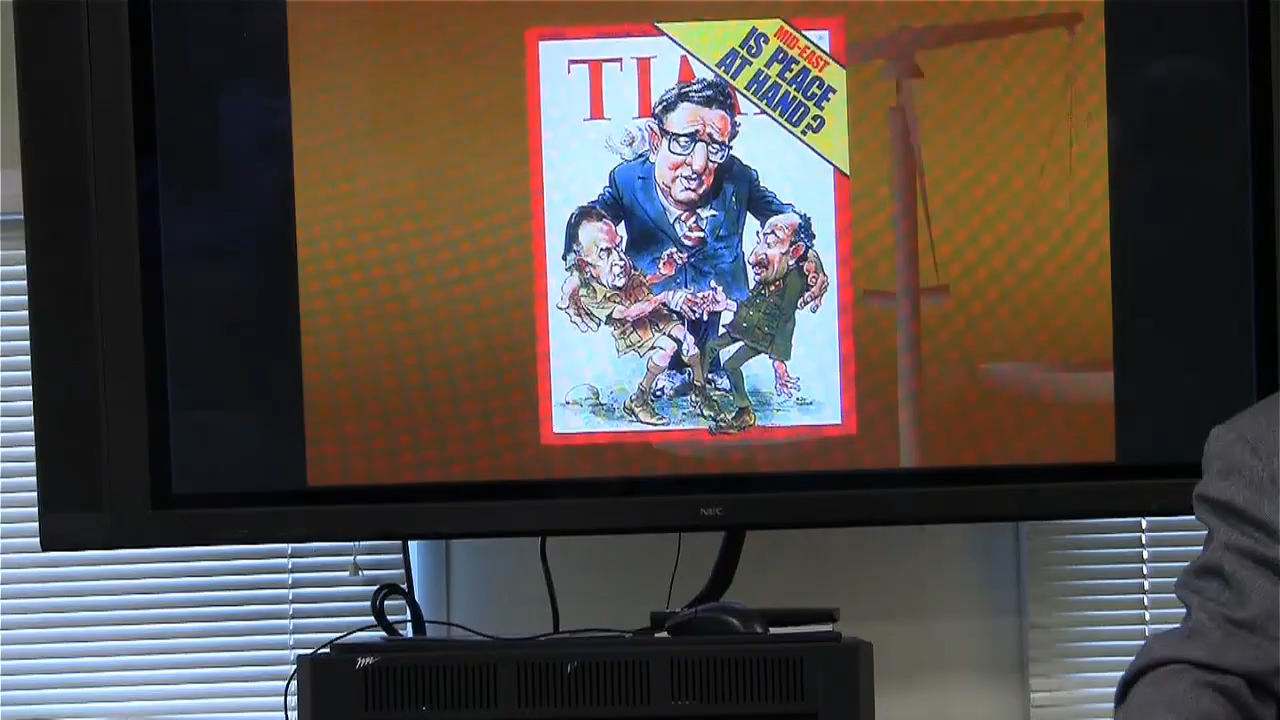 TIME
MID-EAST
IS PEACE
AT HAND?
NEC